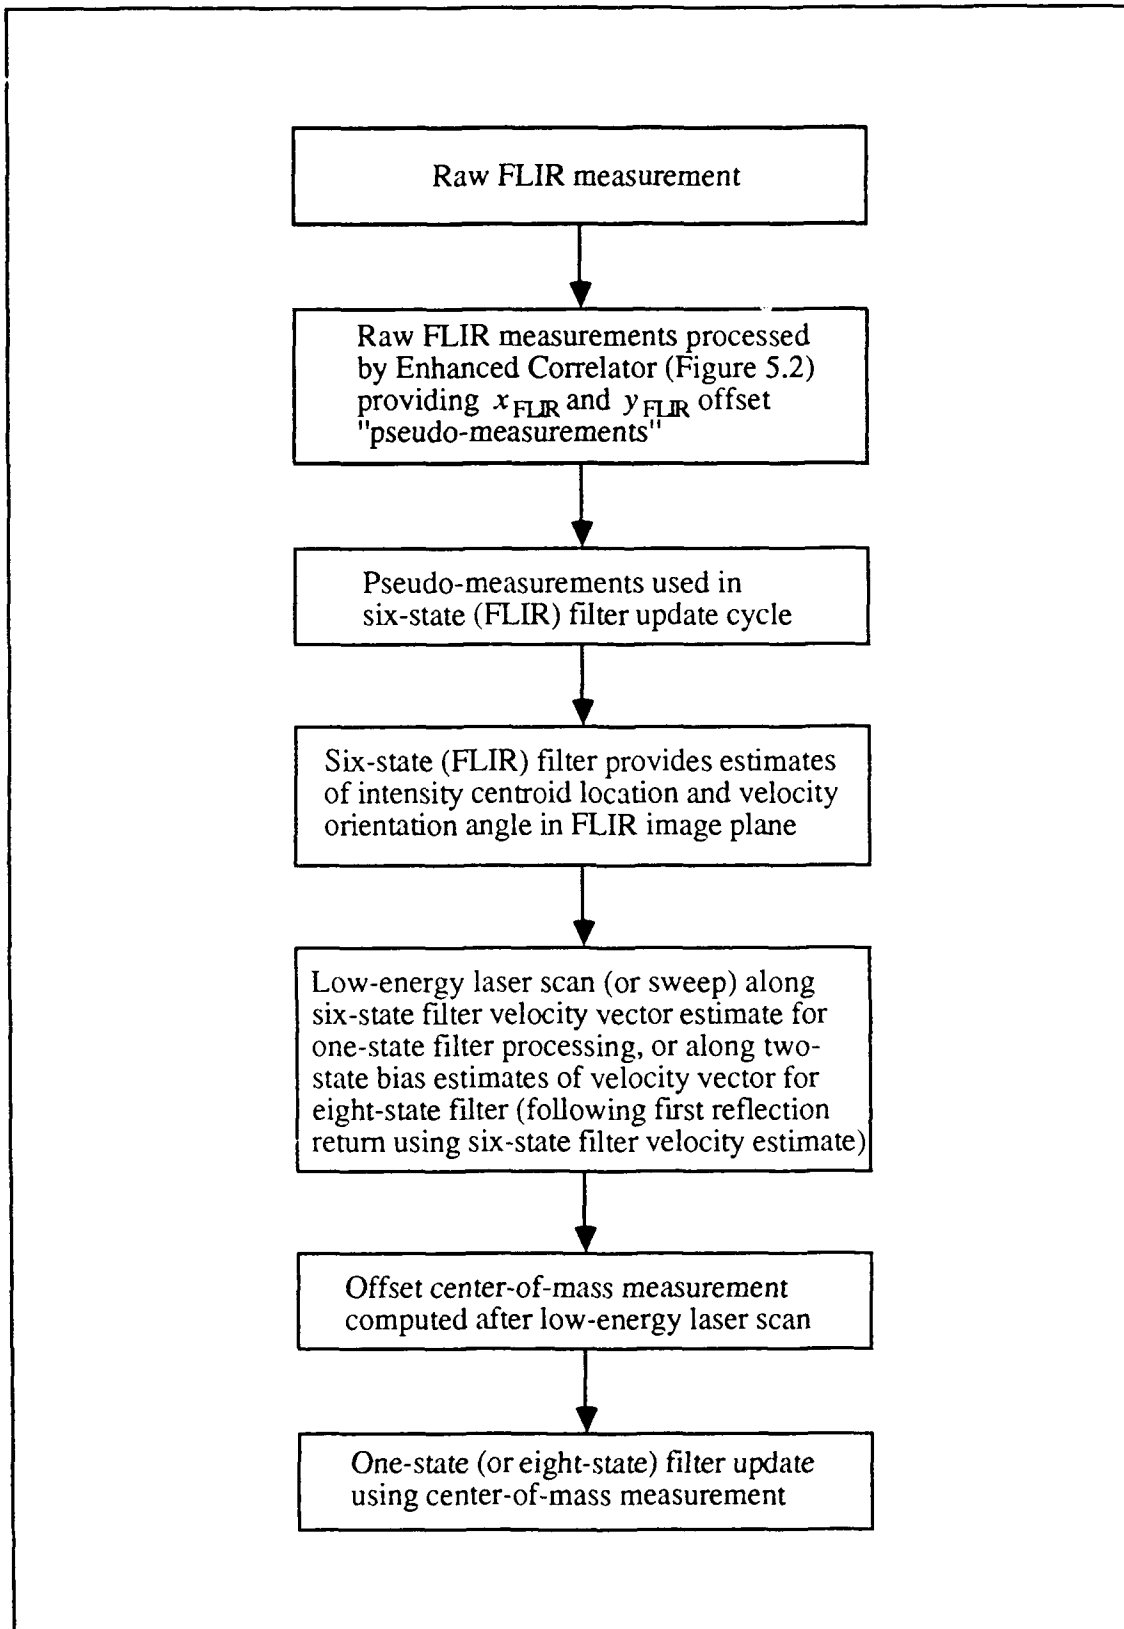 Raw FLIR measurement
Raw FLIR measurements processed
by Enhanced Correlator (Figure 5.2)
providing x FLIR and y FLIR offset
"pseudo-measurements"
Pseudo-measurements used in
six-state (FLIR) filter update cycle
Six-state (FLIR) filter provides estimates
of intensity centroid location and velocity
orientation angle in FLIR image plane
Low-energy laser scan (or sweep) along
six-state filter velocity vector estimate for
one-state filter processing, or along two-
state bias estimates of velocity vector for
eight-state filter (following first reflection
return using six-state filter velocity estimate)
Offset center-of-mass measurement
computed after low-energy laser scan
One-state (or eight-state) filter update
using center-of-mass measurement